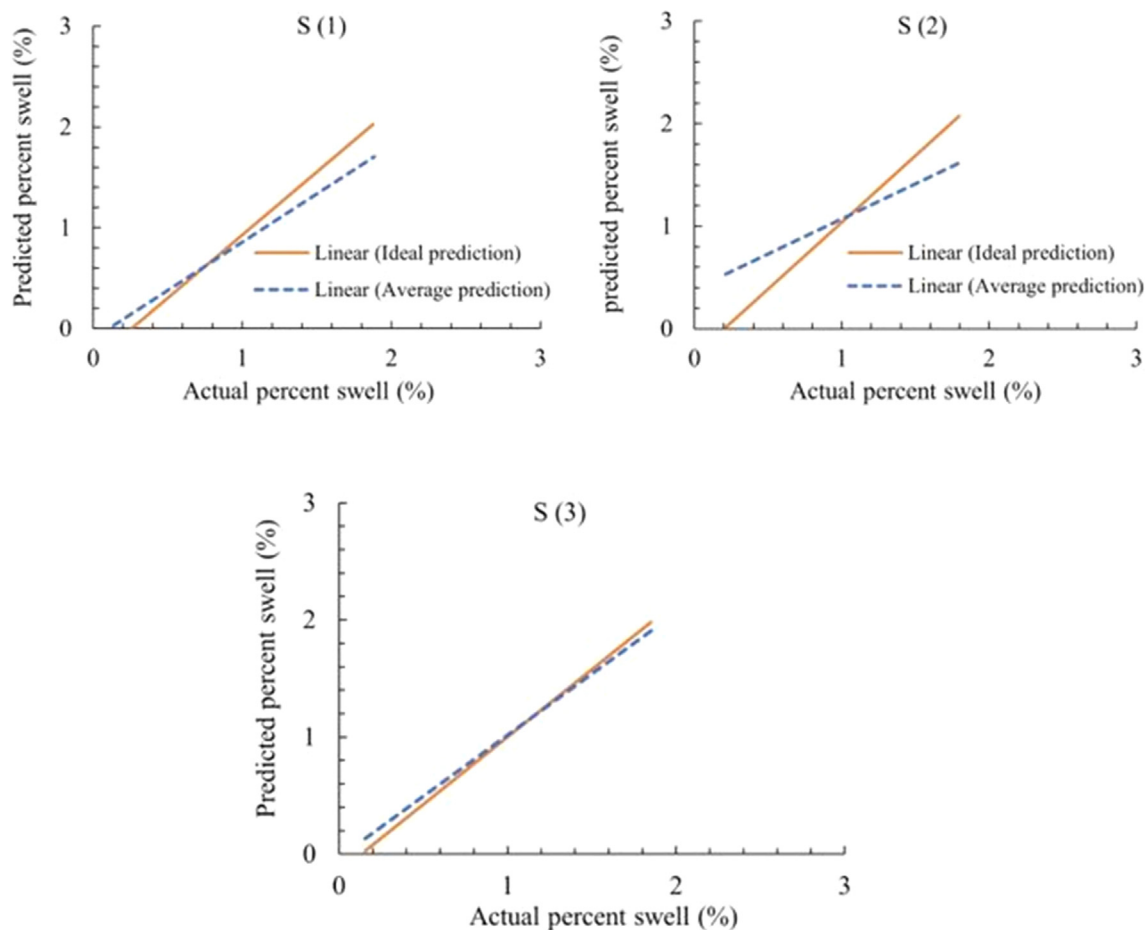 S (1)
Predicted percent swell (%)
3
2
1
0
Linear (Ideal prediction)
Linear (Average prediction)
0 1 2 3
Actual percent swell (%)
S (2)
predicted percent swell (%)
3
2
1
0
Linear (Ideal prediction)
Linear (Average prediction)
0 1 2 3
Actual percent swell (%)
S (3)
Predicted percent swell (%)
3
2
1
0
0 1 2 3
Actual percent swell (%)